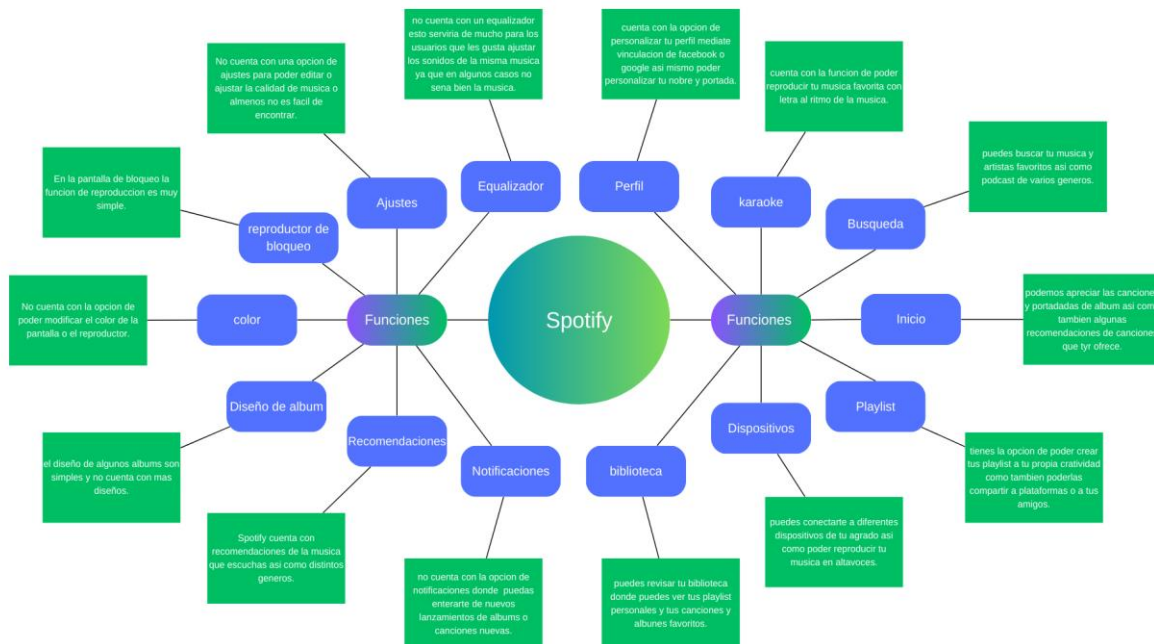 no cuenta con un equalizador
esto serviria de mucho para los
usuarios que les gusta ajustar
los sonidos de la misma musica
ya que en algunos casos no
sena bien la musica.
cuenta con la opcion de
personalizar tu perfil mediate
vinculacion de facebook o
google asi mismo poder
personalizar tu nobre y portada.
No cuenta con una opcion de
ajustes para poder editar o
ajustar la calidad de musica o
almenos no es facil de
encontrar.
cuenta con la funcion de poder
reproducir tu musica favorita con
letra al ritmo de la musica.
En la pantalla de bloqueo la
funcion de reproduccion es muy
simple.
puedes buscar tu musica y
artistas favoritos asi como
podcast de varios generos.
Equalizador
Perfil
Ajustes
karaoke
reproductor de
bloqueo
Busqueda
No cuenta con la opcion de
poder modificar el color de la
pantalla o el reproductor.
color
Funciones
Spotify
Funciones
Inicio
podemos apreciar las cancione
y portadadas de album asi com
tambien algunas
recomendaciones de cancione
que tyr ofrece.
Diseño de album
Playlist
Recomendaciones
Dispositivos
Notificaciones
biblioteca
el diseño de algunos albums son
simples y no cuenta con mas
diseños.
tienes la opcion de poder crear
tus playlist a tu propia cratividad
como tambien poderlas
compartir a plataformas o a tus
amigos.
Spotify cuenta con
recomendaciones de la musica
que escuchas asi como distintos
generos.
puedes conectarte a diferentes
dispositivos de tu agrado asi
como poder reproducir tu
musica en altavoces.
no cuenta con la opcion de
notificaciones donde puedas
enterarte de nuevos
lanzamientos de albums o
canciones nuevas.
puedes revisar tu biblioteca
donde puedes ver tus playlist
personales y tus canciones y
albunes favoritos.